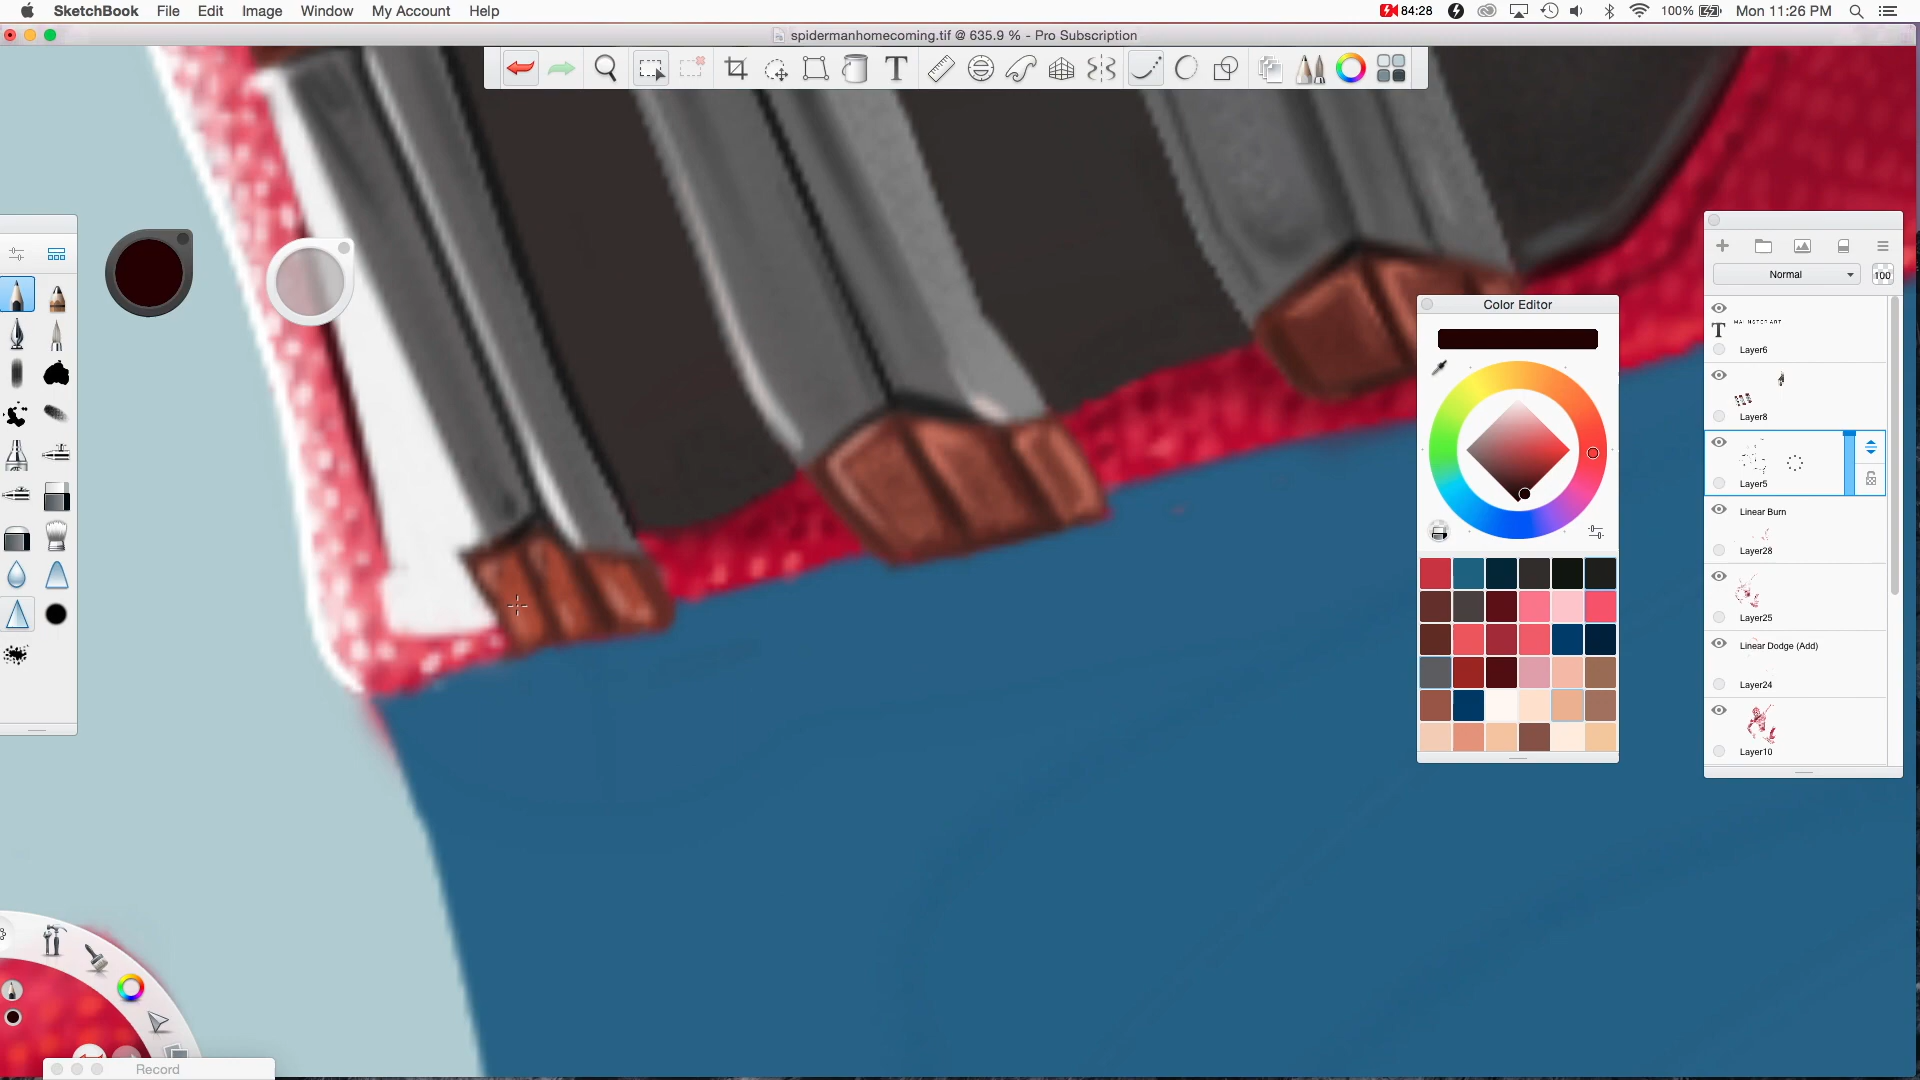 SketchBook File Edit Image Window My Account Help
84:28 100% Mon 11:26 PM
spidermanhomecoming.tif @ 635.9 % - Pro Subscription
T
Normal 100
T
Layer6
Layer8
Layer5
Linear Burn
Layer28
Layer25
Linear Dodge (Add)
Layer24
Layer10
Color Editor
Record